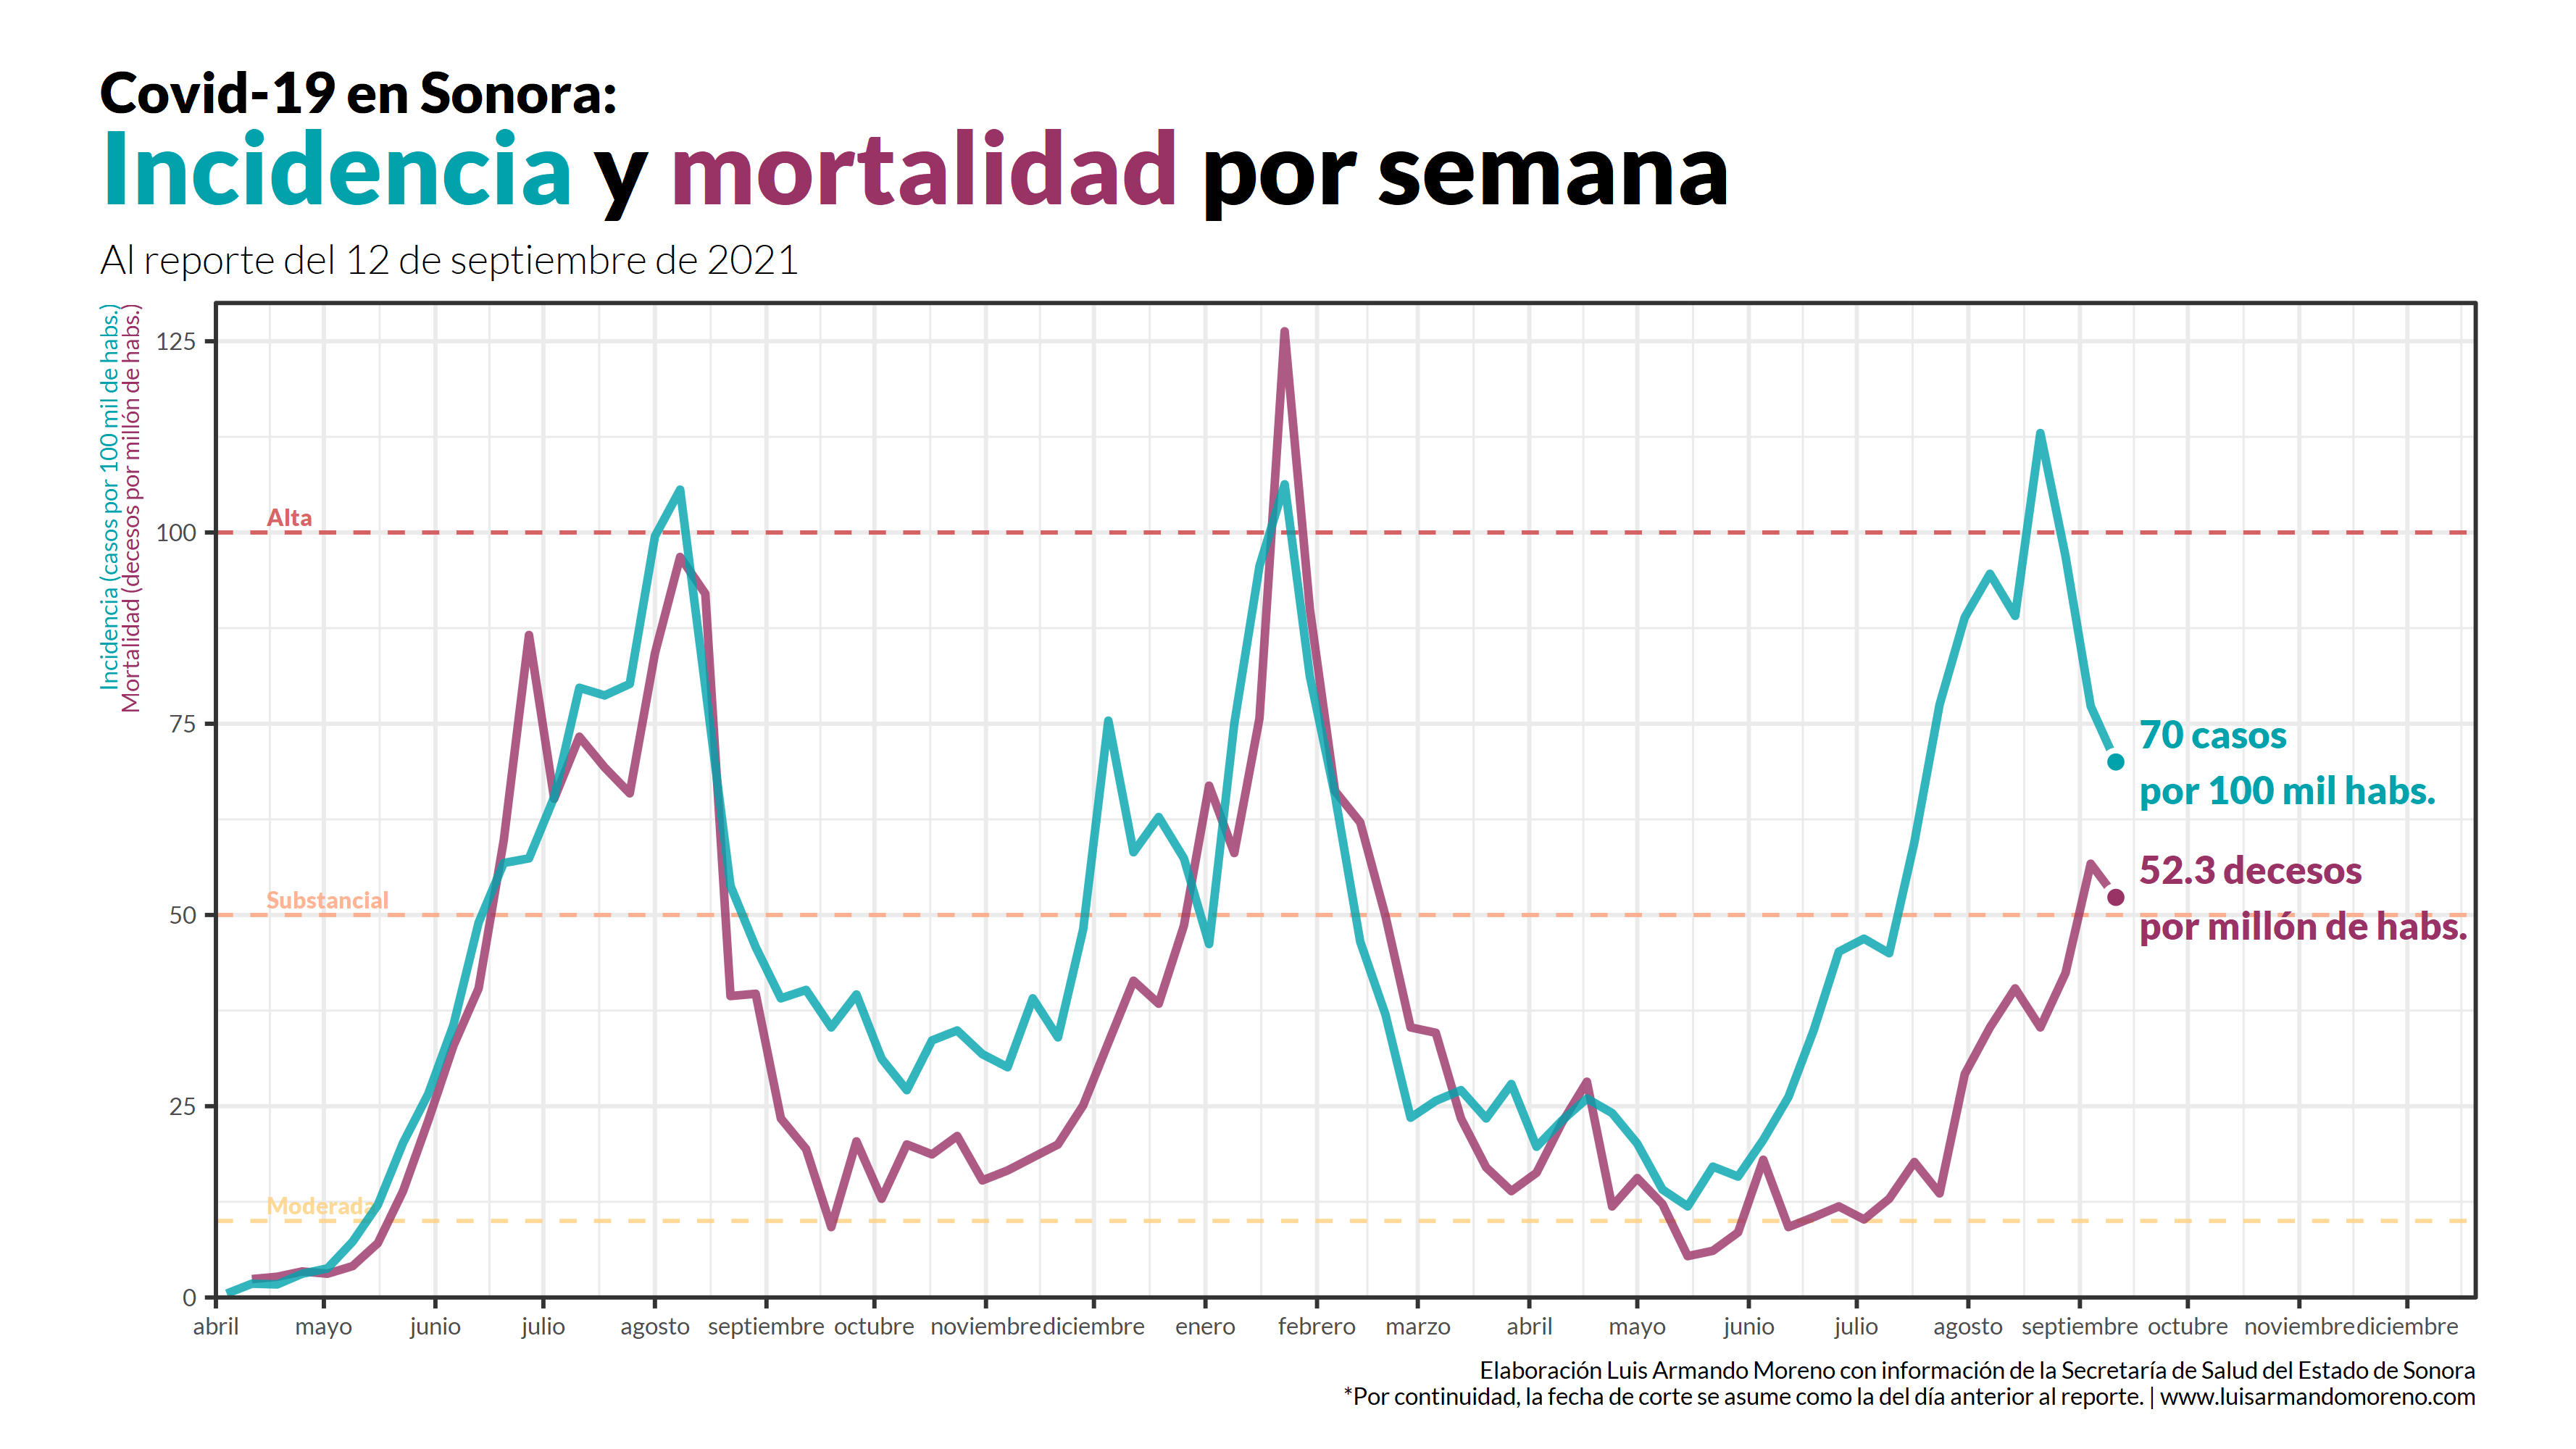 Covid-19 en Sonora:
Incidencia y mortalidad por semana
Al reporte del 12 de septiembre de 2021
Incidencia (casos por 100 mil de habs.)
Mortalidad (decesos por millón de habs.)
125
100
75
50
25
0
Alta
Substancial
Moderada
70 casos
por 100 mil habs.
52.3 decesos
por millón de habs.
abril mayo junio julio agosto septiembre octubre noviembre diciembre enero febrero marzo abril mayo junio julio agosto septiembre octubre noviembre diciembre
Elaboración Luis Armando Moreno con información de la Secretaría de Salud del Estado de Sonora
*Por continuidad, la fecha de corte se asume como la del día anterior al reporte. | www.luisarmandomoreno.com